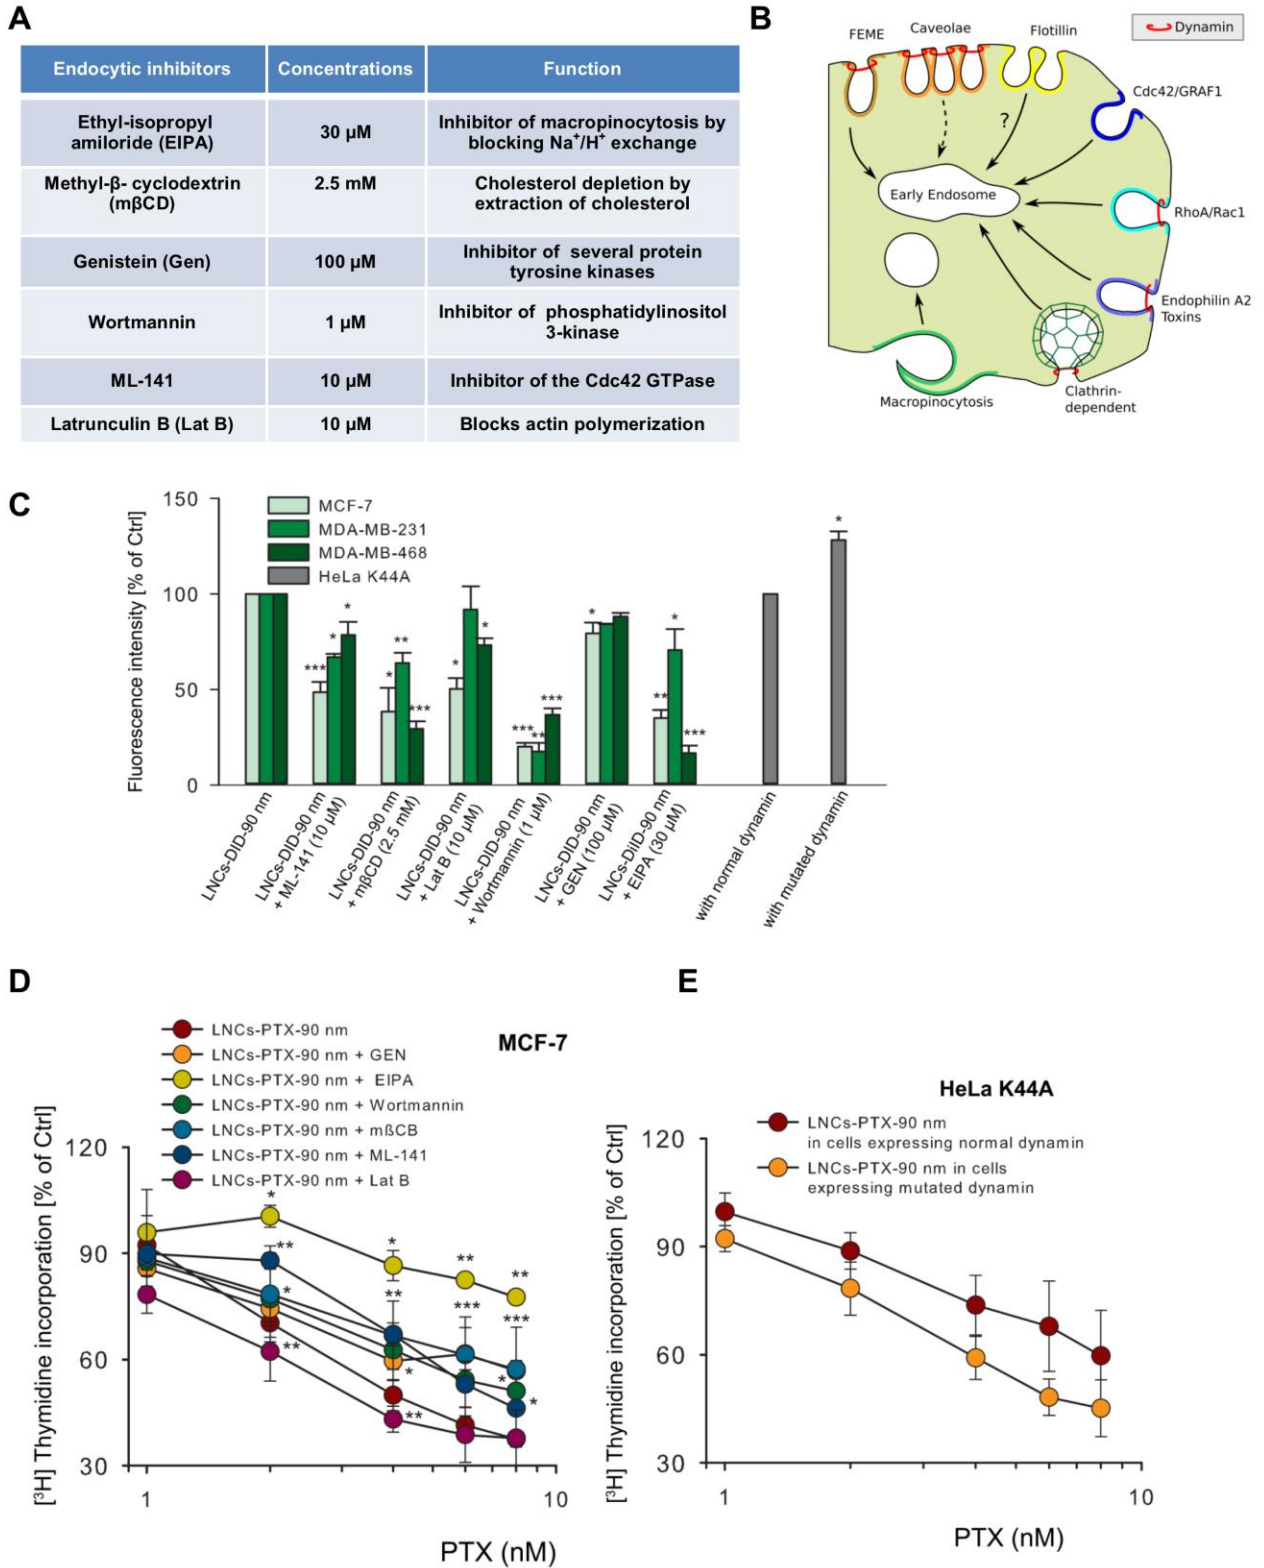 A
Endocytic inhibitors Concentrations Function
Ethyl-isopropyl
amiloride (EIPA)
30 µM
Inhibitor of macropinocytosis by
blocking Na⁺/H⁺ exchange
Methyl-β- cyclodextrin
(mβCD)
2.5 mM
Cholesterol depletion by
extraction of cholesterol
Genistein (Gen)
100 µM
Inhibitor of several protein
tyrosine kinases
Wortmannin
1 µM
Inhibitor of phosphatidylinositol
3-kinase
ML-141
10 µM
Inhibitor of the Cdc42 GTPase
Latrunculin B (Lat B)
10 µM
Blocks actin polymerization
B
Dynamin
FEME
Caveolae
Flotillin
Cdc42/GRAF1
?
Early Endosome
RhoA/Rac1
Endophilin A2
Toxins
Clathrin-
dependent
Macropinocytosis
C
Fluorescence intensity [% of Ctrl]
150
100
50
0
MCF-7
MDA-MB-231
MDA-MB-468
HeLa K44A
***
*
*
*
**
***
*
*
***
**
***
*
**
*
***
*
LNCs-DID-90 nm
LNCs-DID-90 nm
+ ML-141 (10 µM)
LNCs-DID-90 nm
+ mβCD (2.5 mM)
LNCs-DID-90 nm
+ Lat B (10 µM)
LNCs-DID-90 nm
+ Wortmannin (1 µM)
LNCs-DID-90 nm
+ GEN (100 µM)
LNCs-DiID-90 nm
+ EIPA (30 µM)
with normal dynamin
with mutated dynamin
D
MCF-7
LNCs-PTX-90 nm
LNCs-PTX-90 nm + GEN
LNCs-PTX-90 nm + EIPA
LNCs-PTX-90 nm + Wortmannin
LNCs-PTX-90 nm + mßCB
LNCs-PTX-90 nm + ML-141
LNCs-PTX-90 nm + Lat B
[³H] Thymidine incorporation [% of Ctrl]
120
90
60
30
*
**
*
**
*
**
*
**
**
***
*
**
***
*
1
10
PTX (nM)
E
HeLa K44A
LNCs-PTX-90 nm
in cells expressing normal dynamin
LNCs-PTX-90 nm in cells
expressing mutated dynamin
[³H] Thymidine incorporation [% of Ctrl]
120
90
60
30
1
10
PTX (nM)